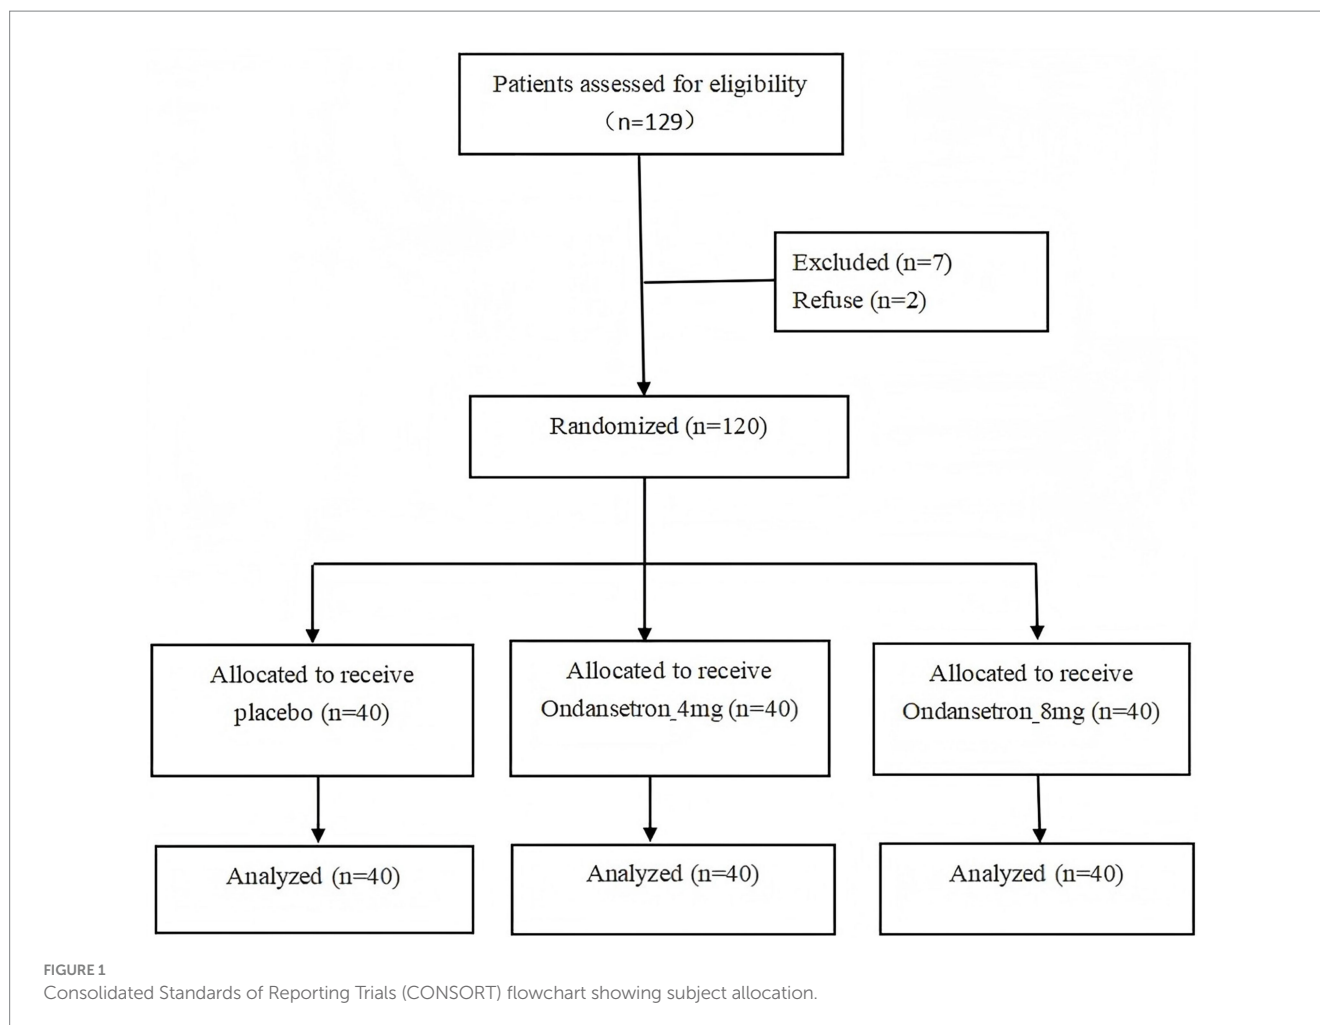 Patients assessed for eligibility
（n=129）
Excluded (n=7)
Refuse (n=2)
Randomized (n=120)
Allocated to receive
placebo (n=40)
Allocated to receive
Ondansetron_4mg (n=40)
Allocated to receive
Ondansetron_8mg (n=40)
Analyzed (n=40)
Analyzed (n=40)
Analyzed (n=40)
FIGURE 1
Consolidated Standards of Reporting Trials (CONSORT) flowchart showing subject allocation.